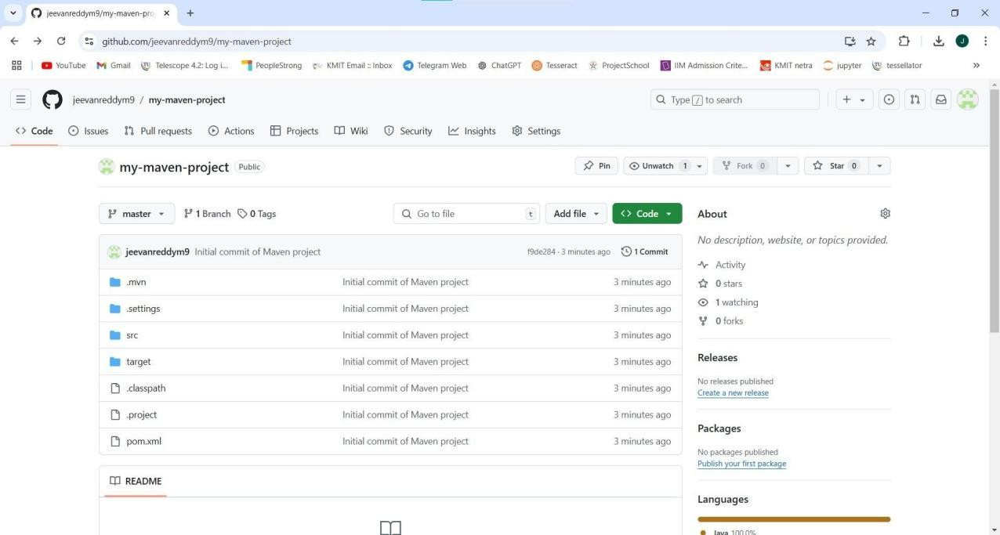 jeevanreddym9/my-maven-pro
github.com/jeevanreddym9/my-maven-project
YouTube Gmail Telescope 4.2: Log i... PeopleStrong KMIT Email :: Inbox Telegram Web ChatGPT Tesseract ProjectSchool IIM Admission Crite... KMIT netra jupyter tessellator »
jeevanreddym9 / my-maven-project Type / to search
Code Issues Pull requests Actions Projects Wiki Security Insights Settings
my-maven-project Public Pin Unwatch 1 Fork 0 Star 0
master 1 Branch 0 Tags Go to file t Add file Code
jeevanreddym9 Initial commit of Maven project f9de284 · 3 minutes ago 1 Commit
.mvn Initial commit of Maven project 3 minutes ago
.settings Initial commit of Maven project 3 minutes ago
src Initial commit of Maven project 3 minutes ago
target Initial commit of Maven project 3 minutes ago
.classpath Initial commit of Maven project 3 minutes ago
.project Initial commit of Maven project 3 minutes ago
pom.xml Initial commit of Maven project 3 minutes ago
README
About
No description, website, or topics provided.
Activity
0 stars
1 watching
0 forks
Releases
No releases published
Create a new release
Packages
No packages published
Publish your first package
Languages
Java 100.0%